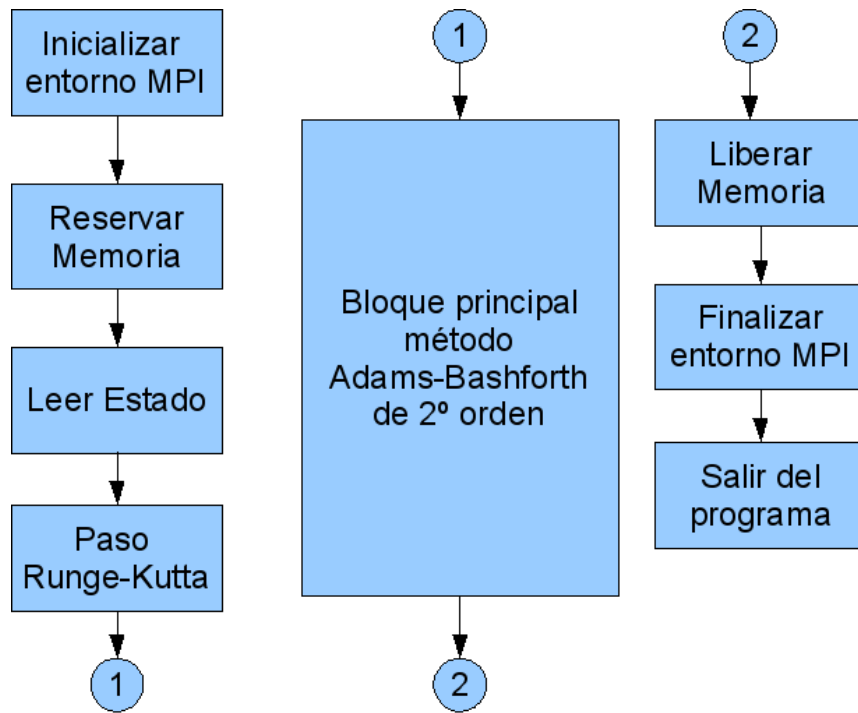 Inicializar
entorno MPI
Reservar
Memoria
Leer Estado
Paso
Runge-Kutta
1
1
Bloque principal
método
Adams-Bashforth
de 2º orden
2
2
Liberar
Memoria
Finalizar
entorno MPI
Salir del
programa